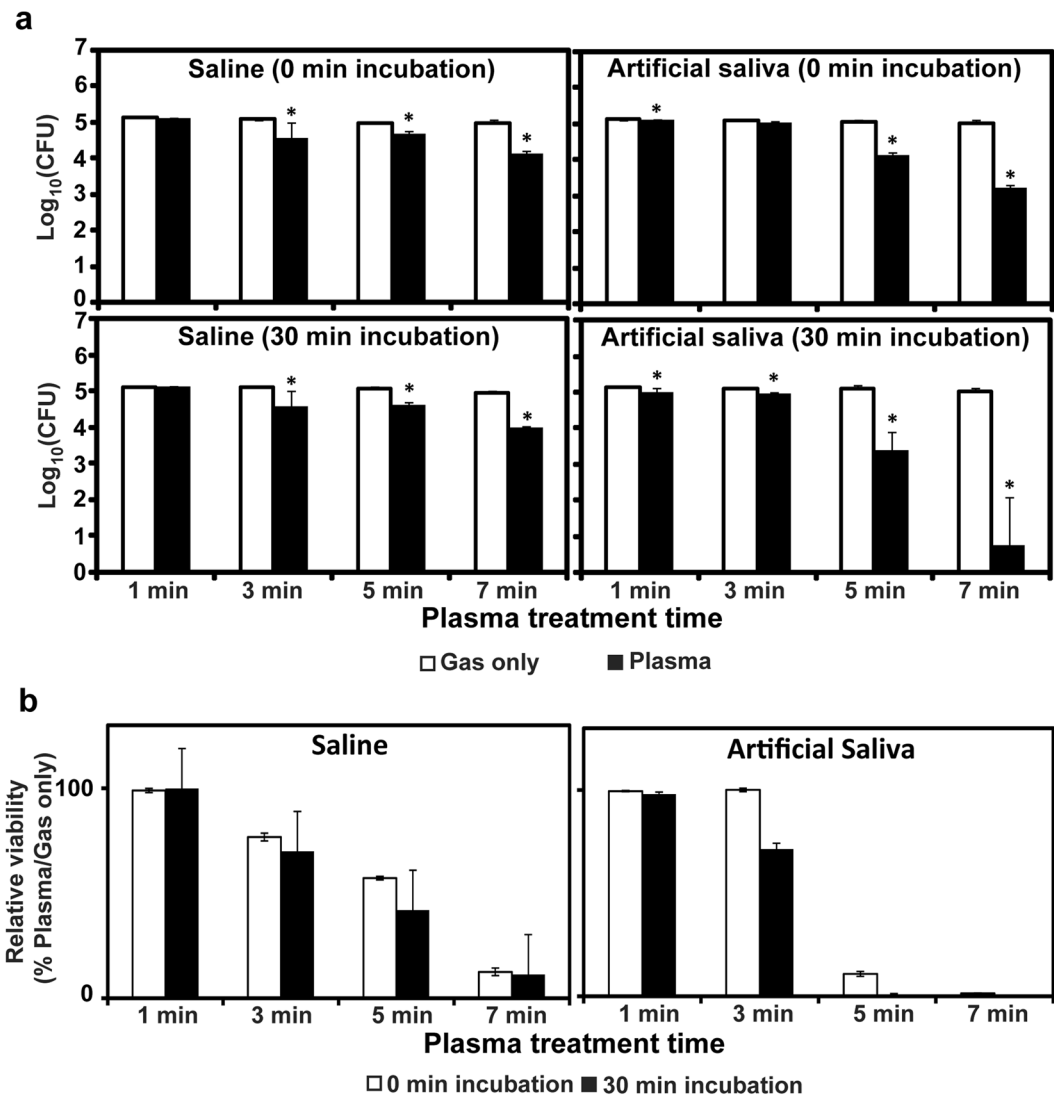 a
Saline (0 min incubation)
Artificial saliva (0 min incubation)
Log10(CFU)
7
6
5
4
3
2
1
0
*
*
*
*
*
*
Saline (30 min incubation)
Artificial saliva (30 min incubation)
Log10(CFU)
7
6
5
4
3
2
1
0
*
*
*
*
*
*
*
1 min 3 min 5 min 7 min
1 min 3 min 5 min 7 min
Plasma treatment time
Gas only Plasma
b
Saline
Artificial Saliva
Relative viability
(% Plasma/Gas only)
100
0
1 min 3 min 5 min 7 min
1 min 3 min 5 min 7 min
Plasma treatment time
0 min incubation 30 min incubation